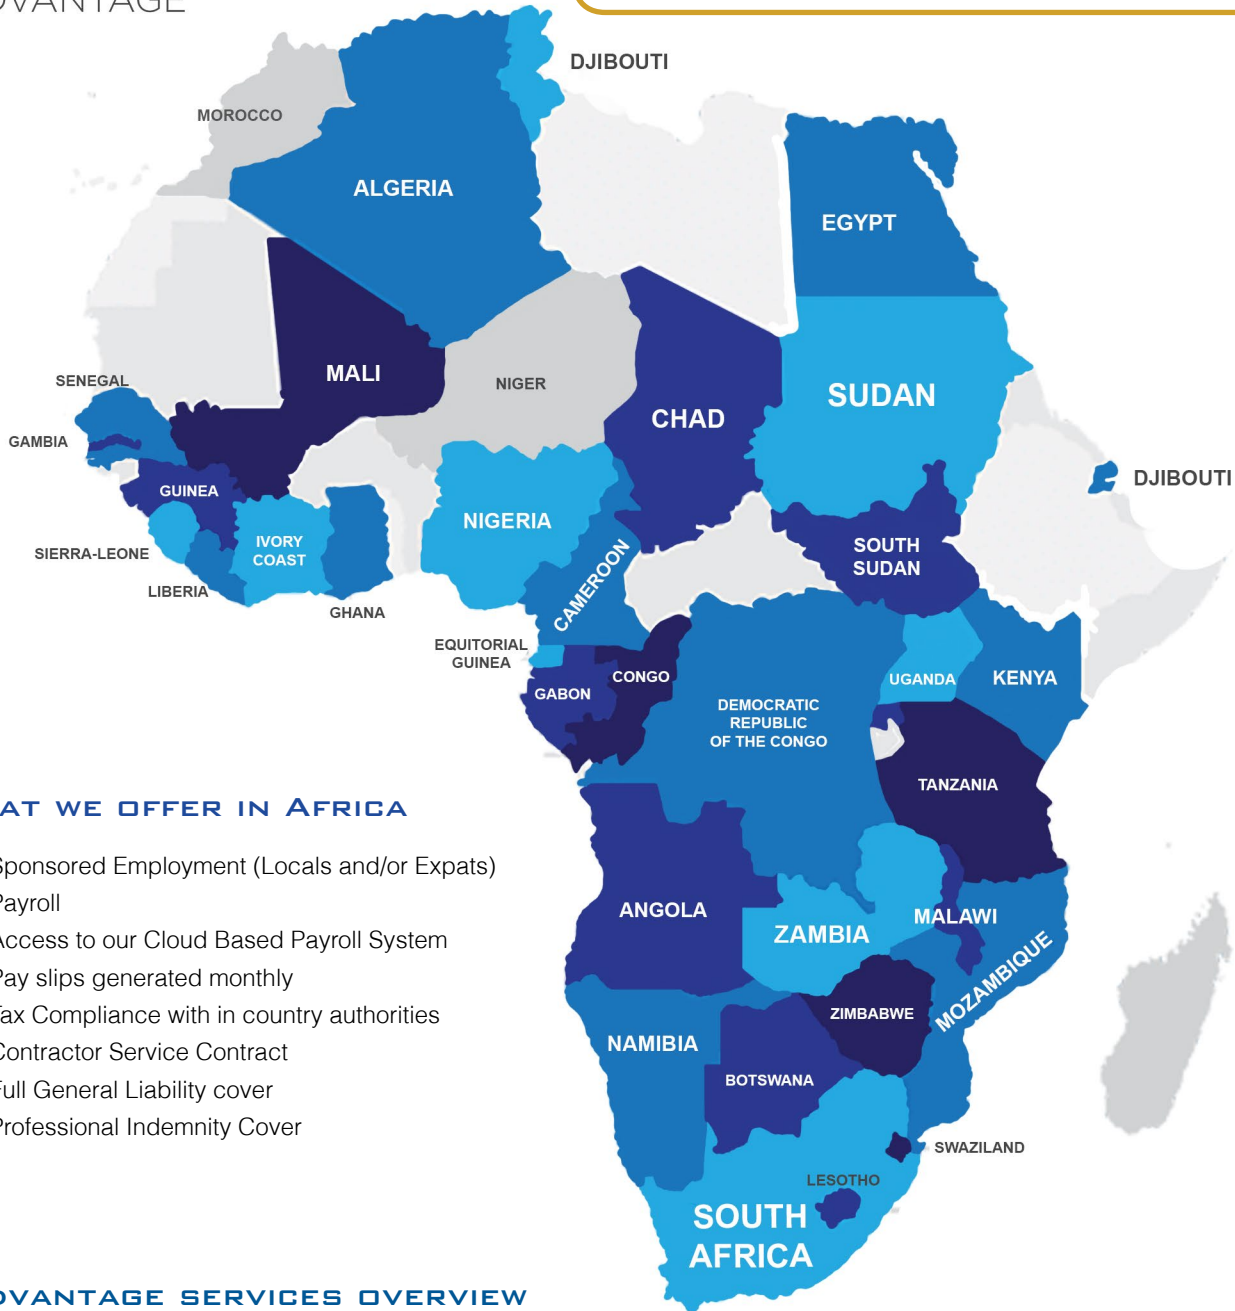 OVANTAGE
DJIBOUTI
MOROCCO
ALGERIA
EGYPT
MALI
SENEGAL
NIGER
SUDAN
CHAD
GAMBIA
DJIBOUTI
GUINEA
NIGERIA
IVORY
COAST
SIERRA-LEONE
SOUTH
SUDAN
CAMEROON
LIBERIA
GHANA
EQUITORIAL
GUINEA
CONGO
UGANDA
KENYA
GABON
DEMOCRATIC
REPUBLIC
OF THE CONGO
TANZANIA
AT WE OFFER IN AFRICA
Sponsored Employment (Locals and/or Expats)
Payroll
Access to our Cloud Based Payroll System
Pay slips generated monthly
Tax Compliance with in country authorities
Contractor Service Contract
Full General Liability cover
Professional Indemnity Cover
ANGOLA
MALAWI
ZAMBIA
MOZAMBIQUE
ZIMBABWE
NAMIBIA
BOTSWANA
SWAZILAND
LESOTHO
SOUTH
AFRICA
OVANTAGE SERVICES OVERVIEW